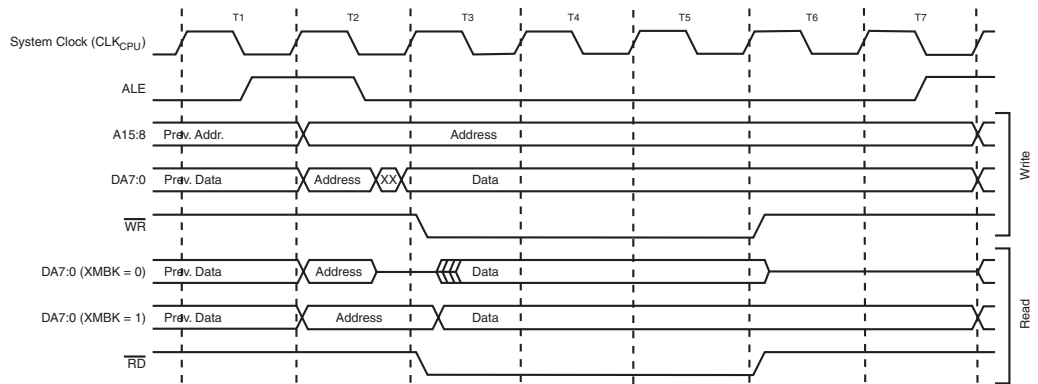 T1 T2 T3 T4 T5 T6 T7
System Clock (CLKCPU)
ALE
A15:8 Prev. Addr. Address
DA7:0 Prev. Data Address XX Data
WR
Write
DA7:0 (XMBK = 0) Prev. Data Address Data
DA7:0 (XMBK = 1) Prev. Data Address Data
RD
Read